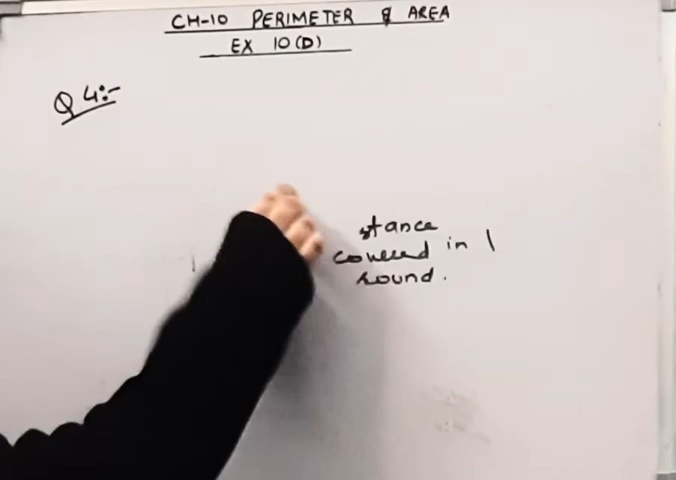 CH-10 PERIMETER & AREA
EX 10(D)
Q 4:-
stance
covered in 1
round.